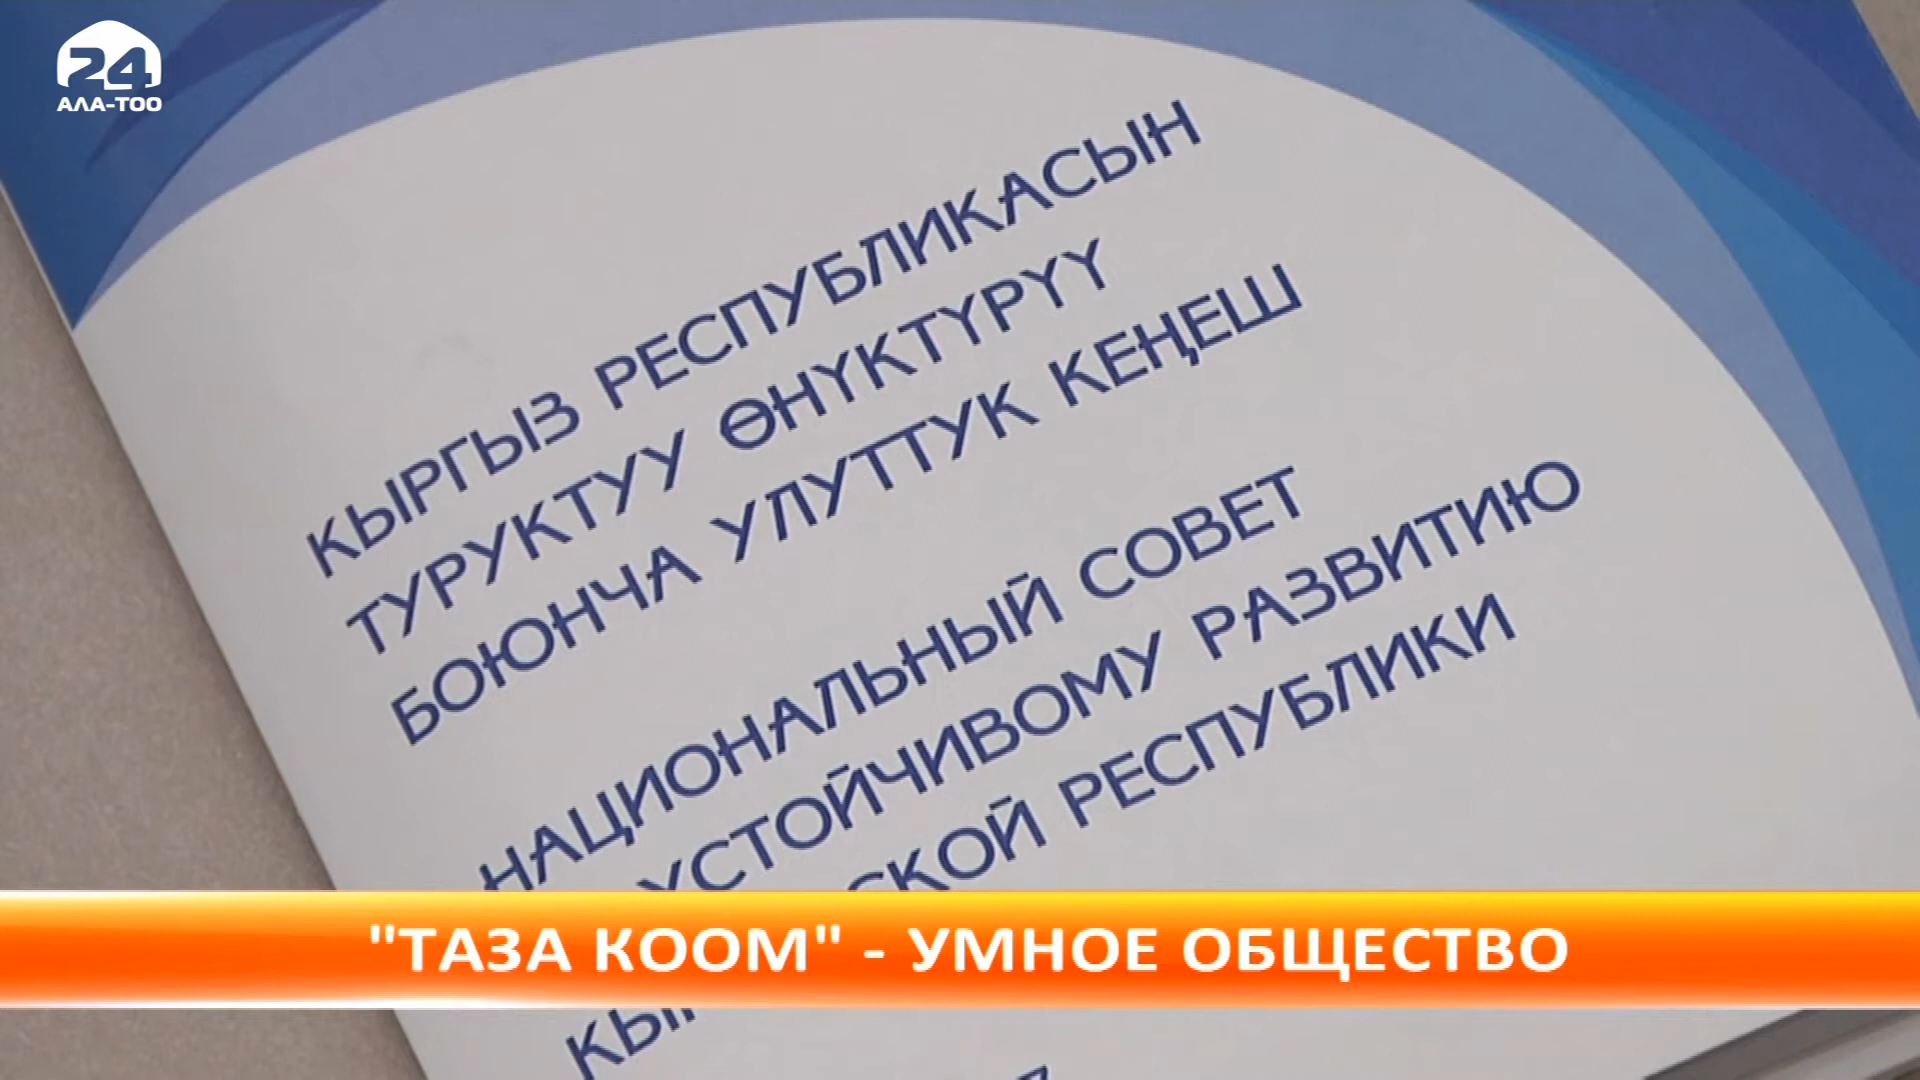 24
АЛА-ТОО
КЫРГЫЗ РЕСПУБЛИКАСЫН
ТУРУКТУУ ӨНҮКТҮРҮҮ
БОЮНЧА УЛУТТУК КЕҢЕШ
НАЦИОНАЛЬНЫЙ СОВЕТ
УСТОЙЧИВОМУ РАЗВИТИЮ
РЕСПУБЛИКИ
"ТАЗА КООМ" - УМНОЕ ОБЩЕСТВО